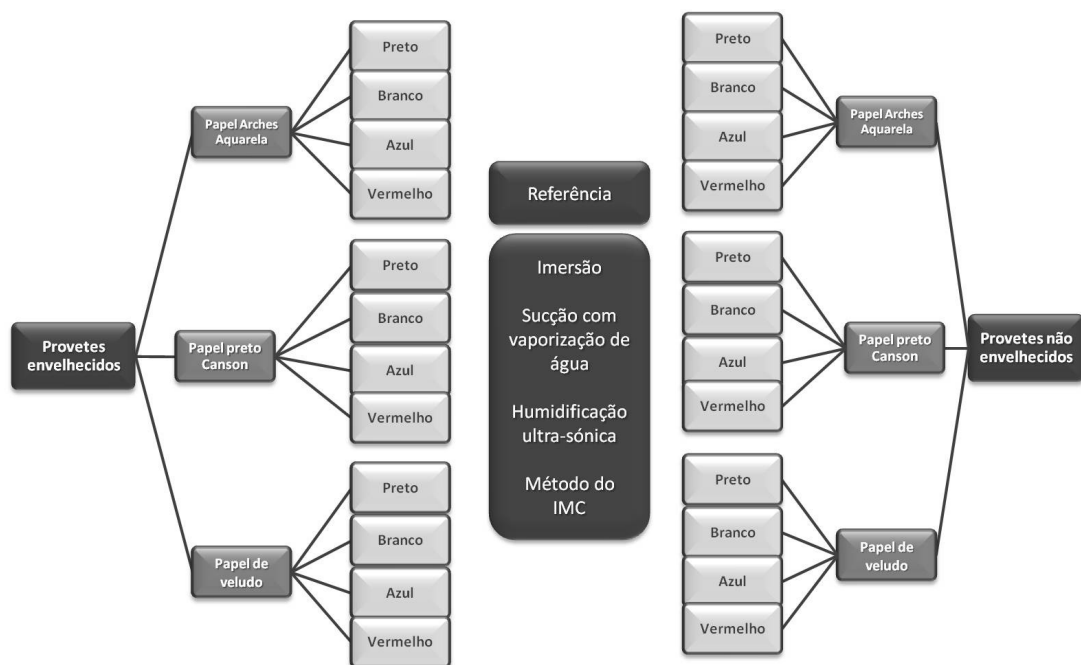 Provetes
envelhecidos
Papel Arches
Aquarela
Preto
Branco
Azul
Vermelho
Papel preto
Canson
Preto
Branco
Azul
Vermelho
Papel de
veludo
Preto
Branco
Azul
Vermelho
Referência
Imersão
Sucção com
vaporização de
água
Humidificação
ultra-sónica
Método do
IMC
Preto
Branco
Azul
Vermelho
Papel Arches
Aquarela
Preto
Branco
Azul
Vermelho
Papel preto
Canson
Preto
Branco
Azul
Vermelho
Papel de
veludo
Provetes não
envelhecidos